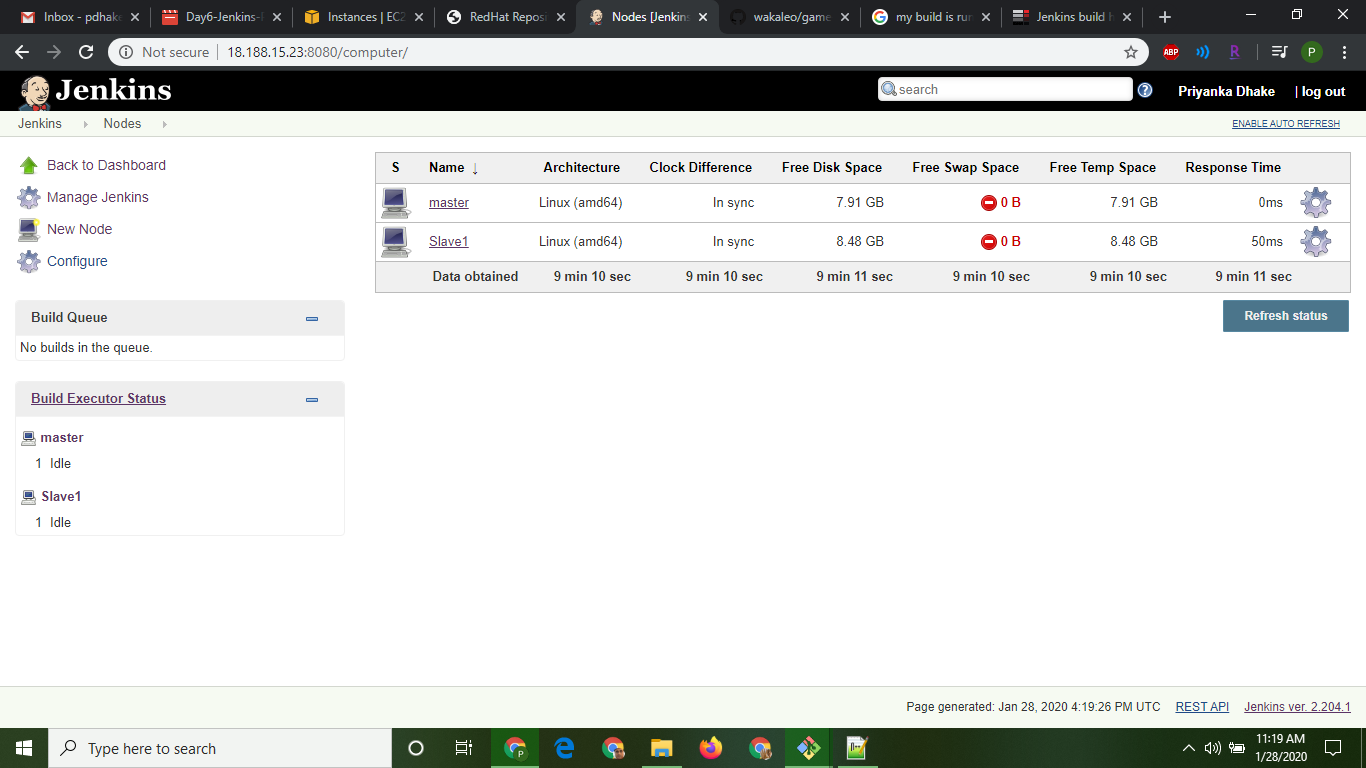 Inbox - pdhake
Day6-Jenkins-
Instances | EC2
RedHat Reposi
Nodes [Jenkins
wakaleo/game
my build is run
Jenkins build h
Not secure 18.188.15.23:8080/computer/
ABP
R
P
Jenkins
search
?
Priyanka Dhake
| log out
Jenkins
Nodes
ENABLE AUTO REFRESH
Back to Dashboard
Manage Jenkins
New Node
Configure
Build Queue
No builds in the queue.
Build Executor Status
master
1 Idle
Slave1
1 Idle
S Name ↓ Architecture Clock Difference Free Disk Space Free Swap Space Free Temp Space Response Time
master Linux (amd64) In sync 7.91 GB 0 B 7.91 GB 0ms
Slave1 Linux (amd64) In sync 8.48 GB 0 B 8.48 GB 50ms
Data obtained 9 min 10 sec 9 min 10 sec 9 min 11 sec 9 min 10 sec 9 min 10 sec 9 min 11 sec
Refresh status
Page generated: Jan 28, 2020 4:19:26 PM UTC REST API Jenkins ver. 2.204.1
Type here to search
11:19 AM
1/28/2020